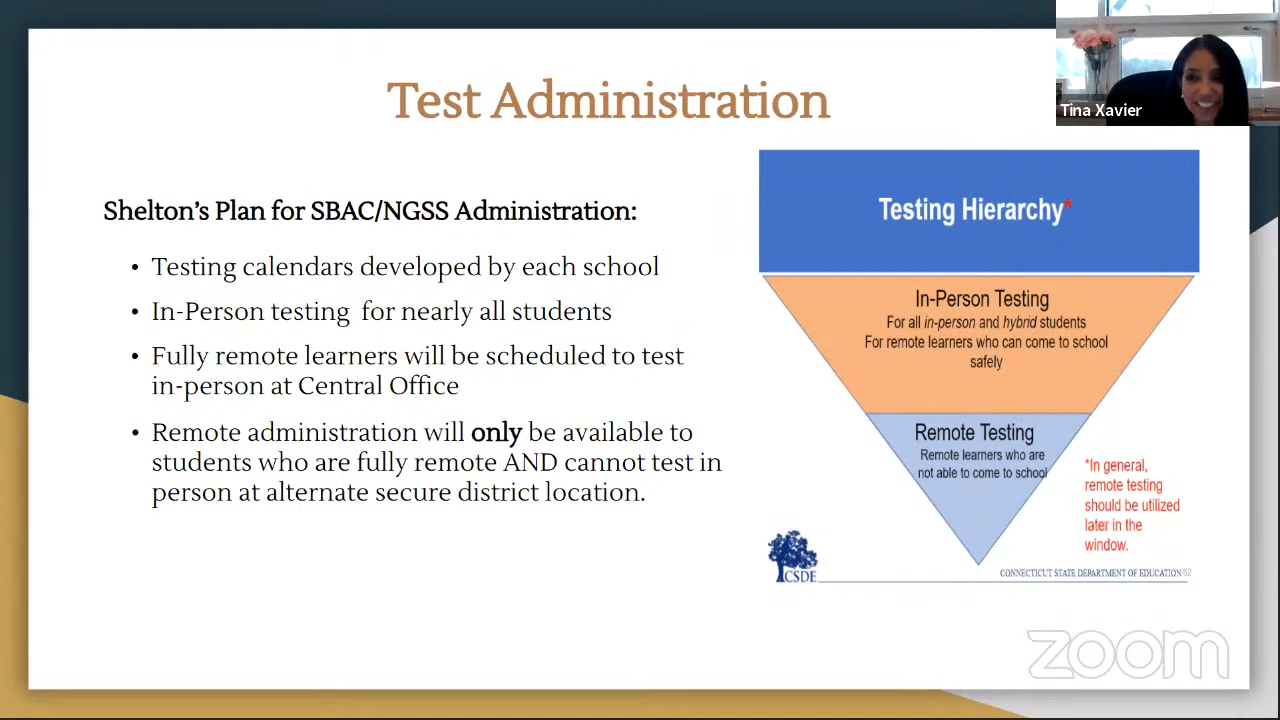 Test Administration
Tina Xavier
Shelton's Plan for SBAC/NGSS Administration:
• Testing calendars developed by each school
• In-Person testing for nearly all students
• Fully remote learners will be scheduled to test
in-person at Central Office
• Remote administration will only be available to
students who are fully remote AND cannot test in
person at alternate secure district location.
Testing Hierarchy*
In-Person Testing
For all in-person and hybrid students
For remote learners who can come to school
safely
Remote Testing
Remote learners who are
not able to come to school
*In general,
remote testing
should be utilized
later in the
window.
CSDE
CONNECTICUT STATE DEPARTMENT OF EDUCATION 62
zoom